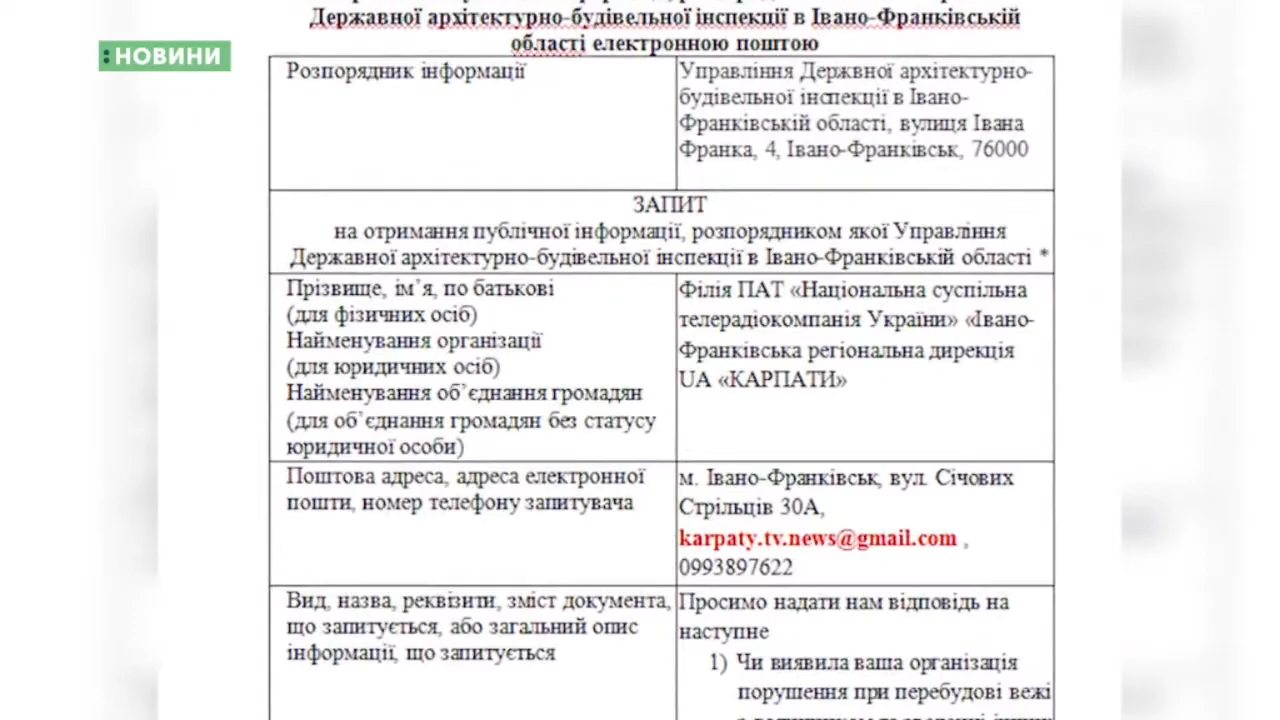 Державної архітектурно-будівельної інспекції в Івано-Франківській
області електронною поштою
:НОВИНИ
Розпорядник інформації
Управління Держвної архітектурно-
будівельної інспекції в Івано-
Франківській області, вулиця Івана
Франка, 4, Івано-Франківськ, 76000
ЗАПИТ
на отримання публічної інформації, розпорядником якої Управління
Державної архітектурно-будівельної інспекції в Івано-Франківській області *
Прізвище, ім’я, по батькові
(для фізичних осіб)
Найменування організації
(для юридичних осіб)
Найменування об’єднання громадян
(для об’єднання громадян без статусу
юридичної особи)
Філія ПАТ «Національна суспільна
телерадіокомпанія України» «Івано-
Франківська регіональна дирекція
UA «КАРПАТИ»
Поштова адреса, адреса електронної
пошти, номер телефону запитувача
м. Івано-Франківськ, вул. Січових
Стрільців 30А,
karpaty.tv.news@gmail.com ,
0993897622
Вид, назва, реквізити, зміст документа,
що запитується, або загальний опис
інформації, що запитується
Просимо надати нам відповідь на
наступне
1) Чи виявила ваша організація
порушення при перебудові вежі